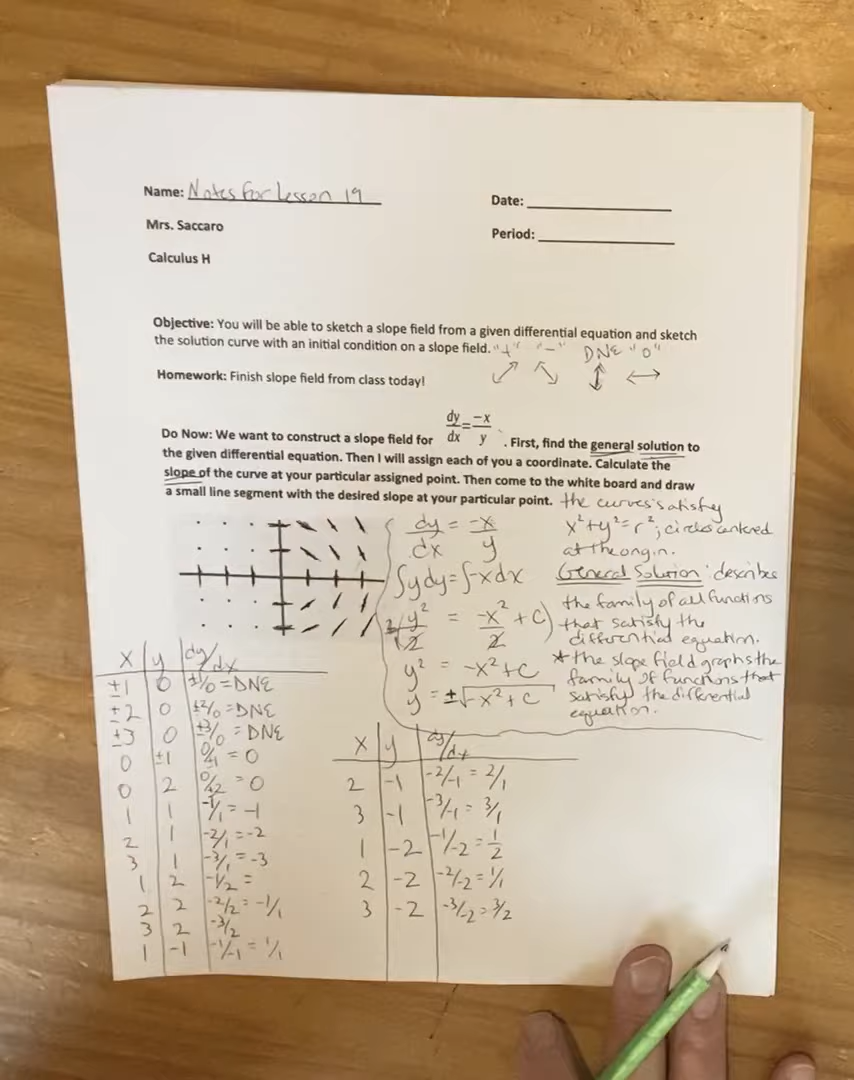 Name: Notes for Lesson 19
Date:
Mrs. Saccaro
Period:
Calculus H
Objective: You will be able to sketch a slope field from a given differential equation and sketch
the solution curve with an initial condition on a slope field. "+" "-" DNE "0"
Homework: Finish slope field from class today!
Do Now: We want to construct a slope field for dy/dx = -x/y . First, find the general solution to
the given differential equation. Then I will assign each of you a coordinate. Calculate the
slope of the curve at your particular assigned point. Then come to the white board and draw
a small line segment with the desired slope at your particular point.
the curves satisfy
x²+y²=r²; circles centered
at the origin.
General Solution: describes
the family of all functions
that satisfy the
differential equation.
*the slope field graphs the
family of functions that
satisfy the differential
equation.
dy/dx = -x/y
∫ydy=∫-xdx
2(y²/2 = -x²/2 + C)
y² = -x²+C
y = ±√-x²+C
x y dy/dx
±1 0 ±1/0 = DNE
±2 0 ±2/0 = DNE
±3 0 ±3/0 = DNE
0 ±1 0/±1 = 0
0 2 0/±2 = 0
1 1 -1/1 = -1
2 1 -2/1 = -2
3 1 -3/1 = -3
1 2 -1/2 =
2 2 -2/2 = -1/1
3 2 -3/2
1 -1 -1/-1 = 1/1
x y dy/dx
2 -1 -2/-1 = 2/1
3 -1 -3/-1 = 3/1
1 -2 -1/-2 = 1/2
2 -2 -2/-2 = 1/1
3 -2 -3/-2 = 3/2